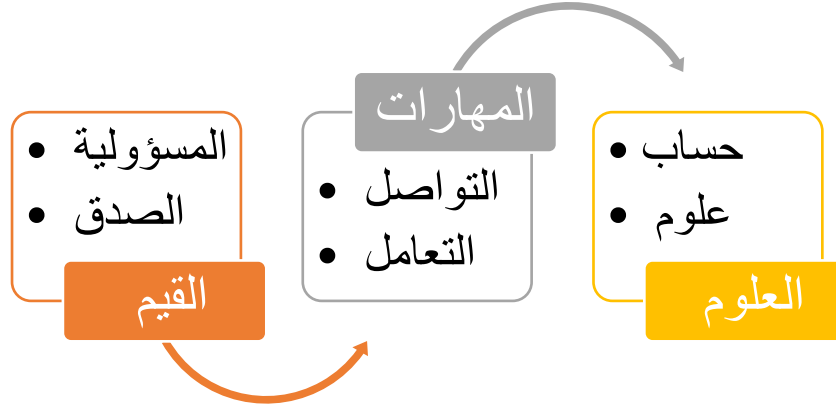 المسؤولية
الصدق
القيم
المهارات
التواصل
التعامل
حساب
علوم
العلوم